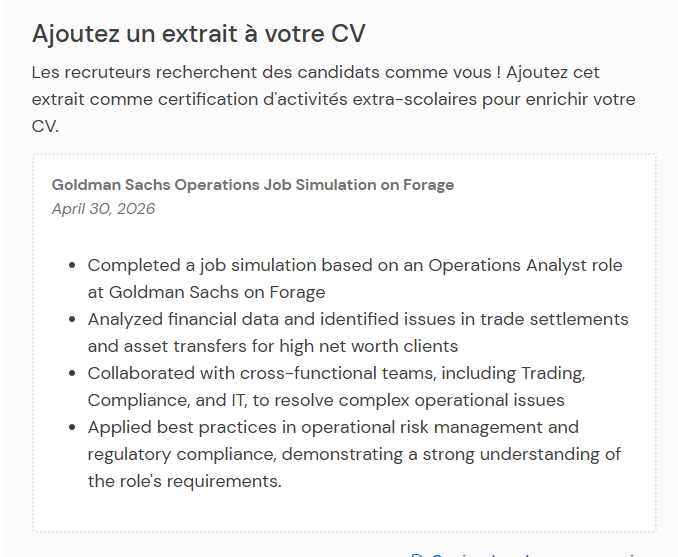 Ajoutez un extrait à votre CV
Les recruteurs recherchent des candidats comme vous ! Ajoutez cet
extrait comme certification d'activités extra-scolaires pour enrichir votre
CV.
Goldman Sachs Operations Job Simulation on Forage
April 30, 2026
• Completed a job simulation based on an Operations Analyst role
at Goldman Sachs on Forage
• Analyzed financial data and identified issues in trade settlements
and asset transfers for high net worth clients
• Collaborated with cross-functional teams, including Trading,
Compliance, and IT, to resolve complex operational issues
• Applied best practices in operational risk management and
regulatory compliance, demonstrating a strong understanding of
the role's requirements.